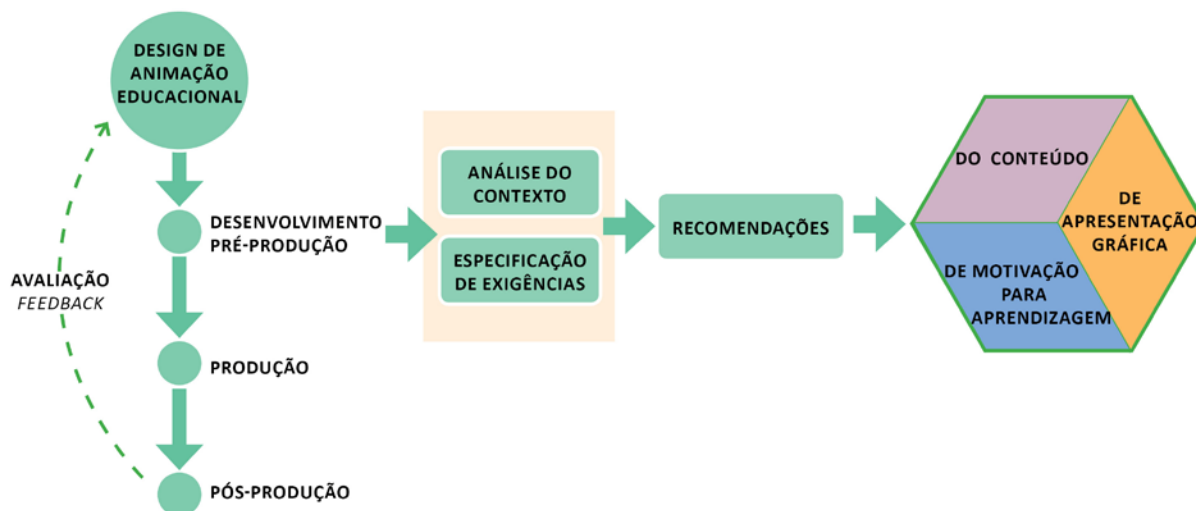 DESIGN DE
ANIMAÇÃO
EDUCACIONAL
DESENVOLVIMENTO
PRÉ-PRODUÇÃO
AVALIAÇÃO
FEEDBACK
PRODUÇÃO
PÓS-PRODUÇÃO
ANÁLISE DO
CONTEXTO
ESPECIFICAÇÃO
DE EXIGÊNCIAS
RECOMENDAÇÕES
DO CONTEÚDO
DE
APRESENTAÇÃO
GRÁFICA
DE MOTIVAÇÃO
PARA
APRENDIZAGEM